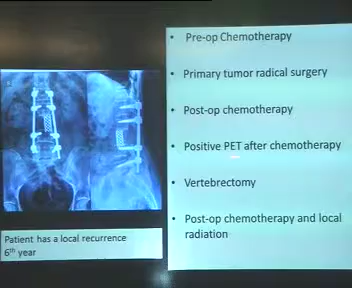 Pre-op Chemotherapy
Primary tumor radical surgery
Post-op chemotherapy
Positive PET after chemotherapy
Vertebrectomy
Post-op chemotherapy and local
radiation
Patient has a local recurrence
6th year